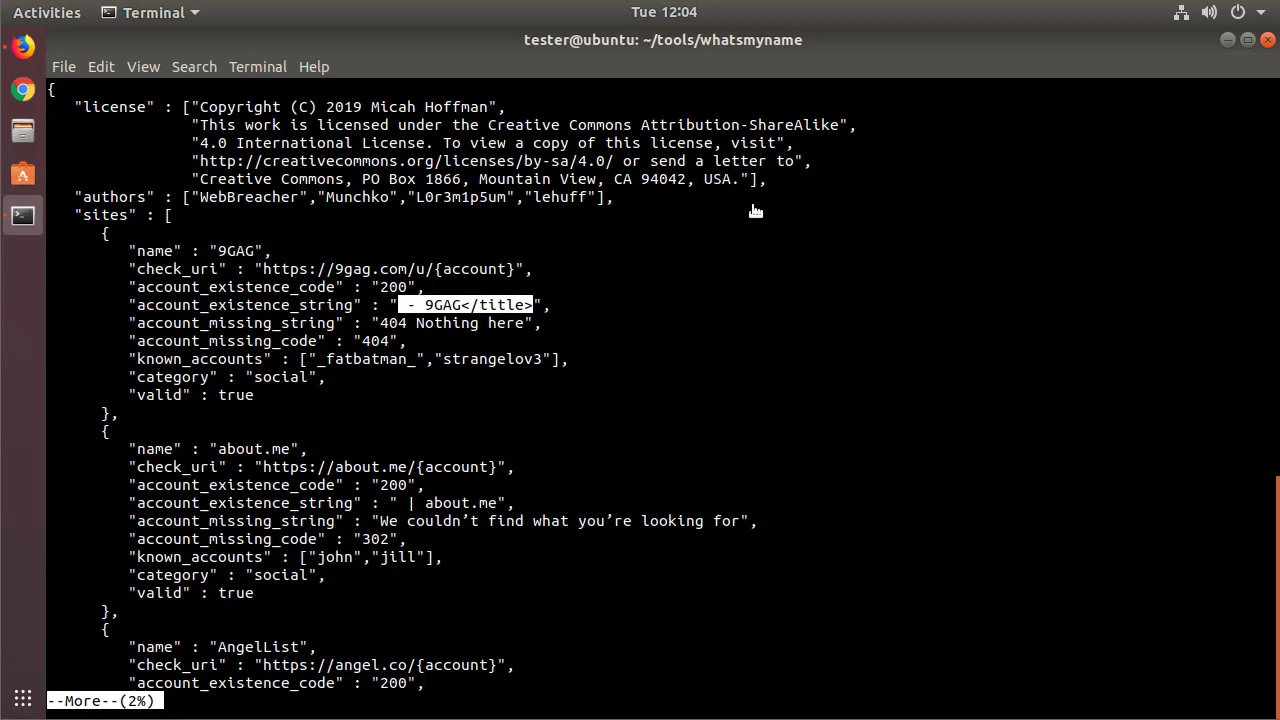 Activities Terminal Tue 12:04
tester@ubuntu: ~/tools/whatsmyname
File Edit View Search Terminal Help
{
   "license" : ["Copyright (C) 2019 Micah Hoffman",
                "This work is licensed under the Creative Commons Attribution-ShareAlike",
                "4.0 International License. To view a copy of this license, visit",
                "http://creativecommons.org/licenses/by-sa/4.0/ or send a letter to",
                "Creative Commons, PO Box 1866, Mountain View, CA 94042, USA."],
   "authors" : ["WebBreacher","Munchko","L0r3m1p5um","lehuff"],
   "sites" : [
      {
         "name" : "9GAG",
         "check_uri" : "https://9gag.com/u/{account}",
         "account_existence_code" : "200",
         "account_existence_string" : " - 9GAG</title>",
         "account_missing_string" : "404 Nothing here",
         "account_missing_code" : "404",
         "known_accounts" : ["_fatbatman_","strangelov3"],
         "category" : "social",
         "valid" : true
      },
      {
         "name" : "about.me",
         "check_uri" : "https://about.me/{account}",
         "account_existence_code" : "200",
         "account_existence_string" : " | about.me",
         "account_missing_string" : "We couldn’t find what you’re looking for",
         "account_missing_code" : "302",
         "known_accounts" : ["john","jill"],
         "category" : "social",
         "valid" : true
      },
      {
         "name" : "AngelList",
         "check_uri" : "https://angel.co/{account}",
         "account_existence_code" : "200",
--More--(2%)